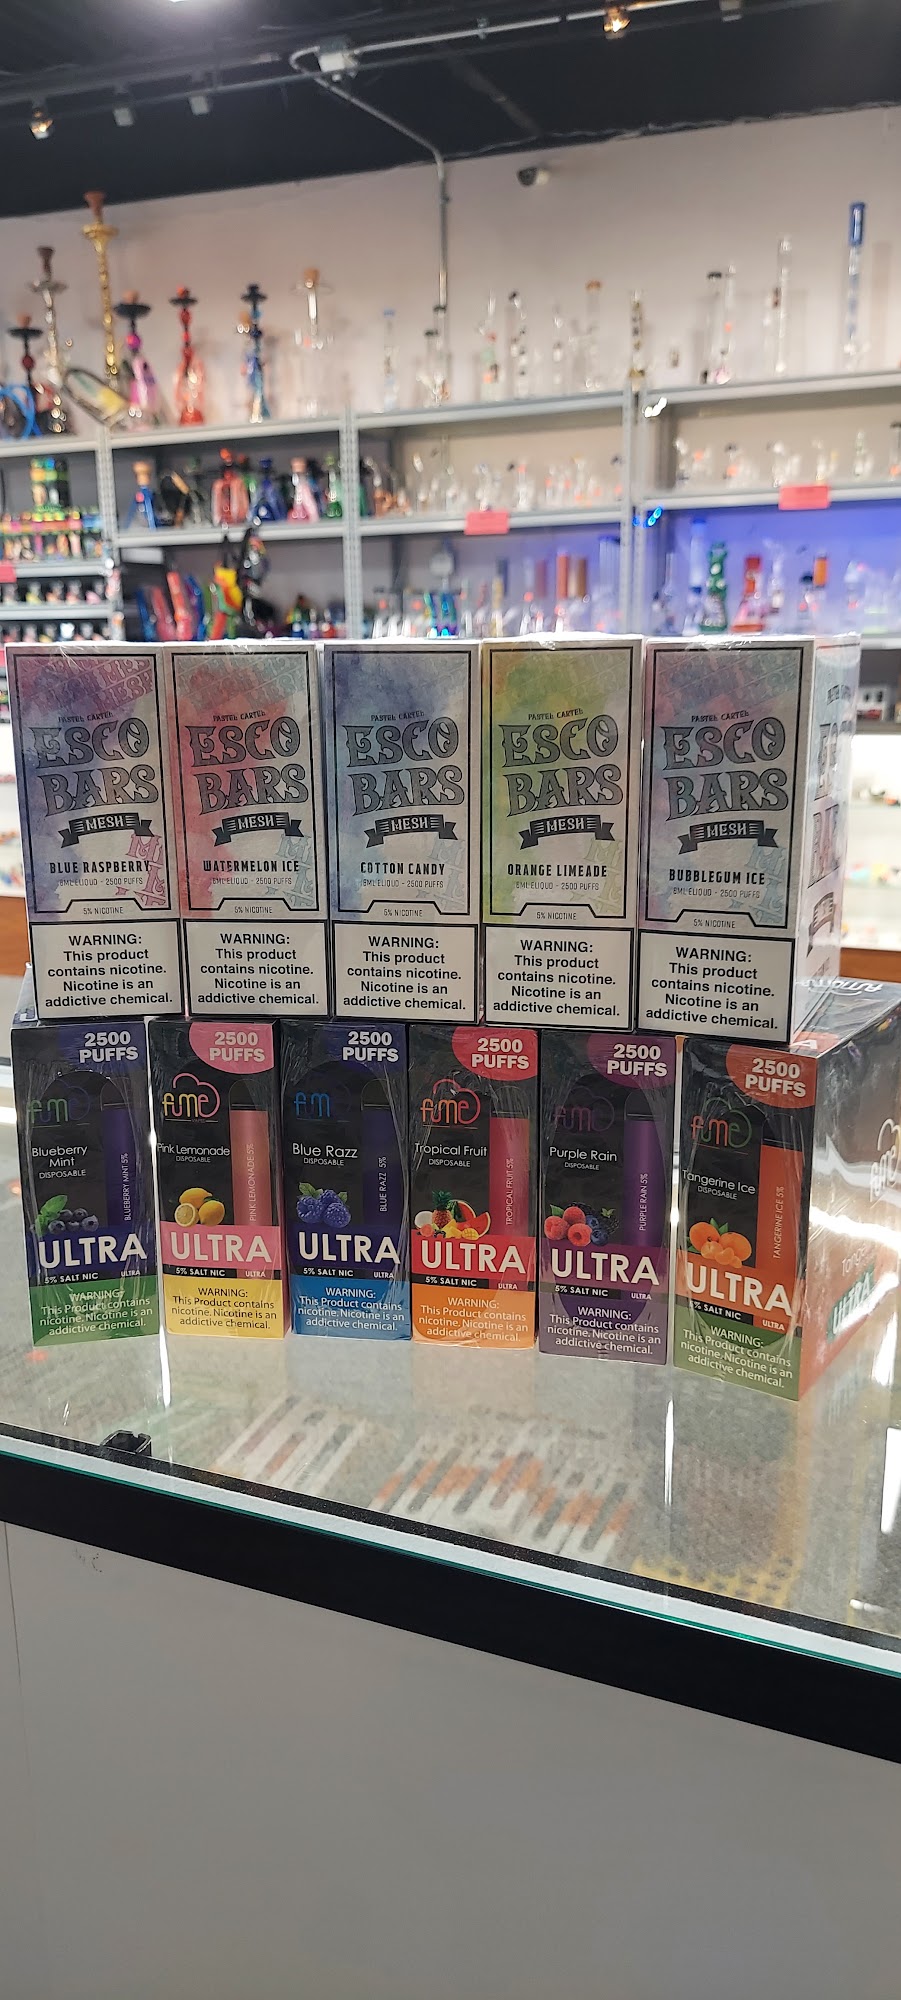 PASTEL CARTEL
ESCO
BARS
MESH
BLUE RASPBERRY
6ML ELIQUID - 2500 PUFFS
5% NICOTINE
WARNING:
This product
contains nicotine.
Nicotine is an
addictive chemical.
PASTEL CARTEL
ESCO
BARS
MESH
WATERMELON ICE
6ML ELIQUID - 2500 PUFFS
5% NICOTINE
WARNING:
This product
contains nicotine.
Nicotine is an
addictive chemical.
PASTEL CARTEL
ESCO
BARS
MESH
COTTON CANDY
6ML ELIQUID - 2500 PUFFS
5% NICOTINE
WARNING:
This product
contains nicotine.
Nicotine is an
addictive chemical.
PASTEL CARTEL
ESCO
BARS
MESH
ORANGE LIMEADE
6ML ELIQUID - 2500 PUFFS
5% NICOTINE
WARNING:
This product
contains nicotine.
Nicotine is an
addictive chemical.
PASTEL CARTEL
ESCO
BARS
MESH
BUBBLEGUM ICE
6ML ELIQUID - 2500 PUFFS
5% NICOTINE
WARNING:
This product
contains nicotine.
Nicotine is an
addictive chemical.
2500
PUFFS
fume
Blueberry
Mint
DISPOSABLE
BLUEBERRY MINT 5%
ULTRA
5% SALT NIC
ULTRA
WARNING:
This Product contains
nicotine. Nicotine is an
addictive chemical.
2500
PUFFS
fume
Pink Lemonade
DISPOSABLE
PINK LEMONADE 5%
ULTRA
5% SALT NIC
ULTRA
WARNING:
This Product contains
nicotine. Nicotine is an
addictive chemical.
2500
PUFFS
fum
Blue Razz
DISPOSABLE
BLUE RAZZ 5%
ULTRA
5% SALT NIC
ULTRA
WARNING:
This Product contains
nicotine. Nicotine is an
addictive chemical.
2500
PUFFS
fume
Tropical Fruit
DISPOSABLE
TROPICAL FRUIT 5%
ULTRA
5% SALT NIC
ULTRA
WARNING:
This Product contains
nicotine. Nicotine is an
addictive chemical.
2500
PUFFS
fume
Purple Rain
DISPOSABLE
PURPLE RAIN 5%
ULTRA
5% SALT NIC
ULTRA
WARNING:
This Product contains
nicotine. Nicotine is an
addictive chemical.
2500
PUFFS
fume
Tangerine Ice
DISPOSABLE
TANGERINE ICE 5%
ULTRA
5% SALT NIC
ULTRA
WARNING:
This Product contains
nicotine. Nicotine is an
addictive chemical.